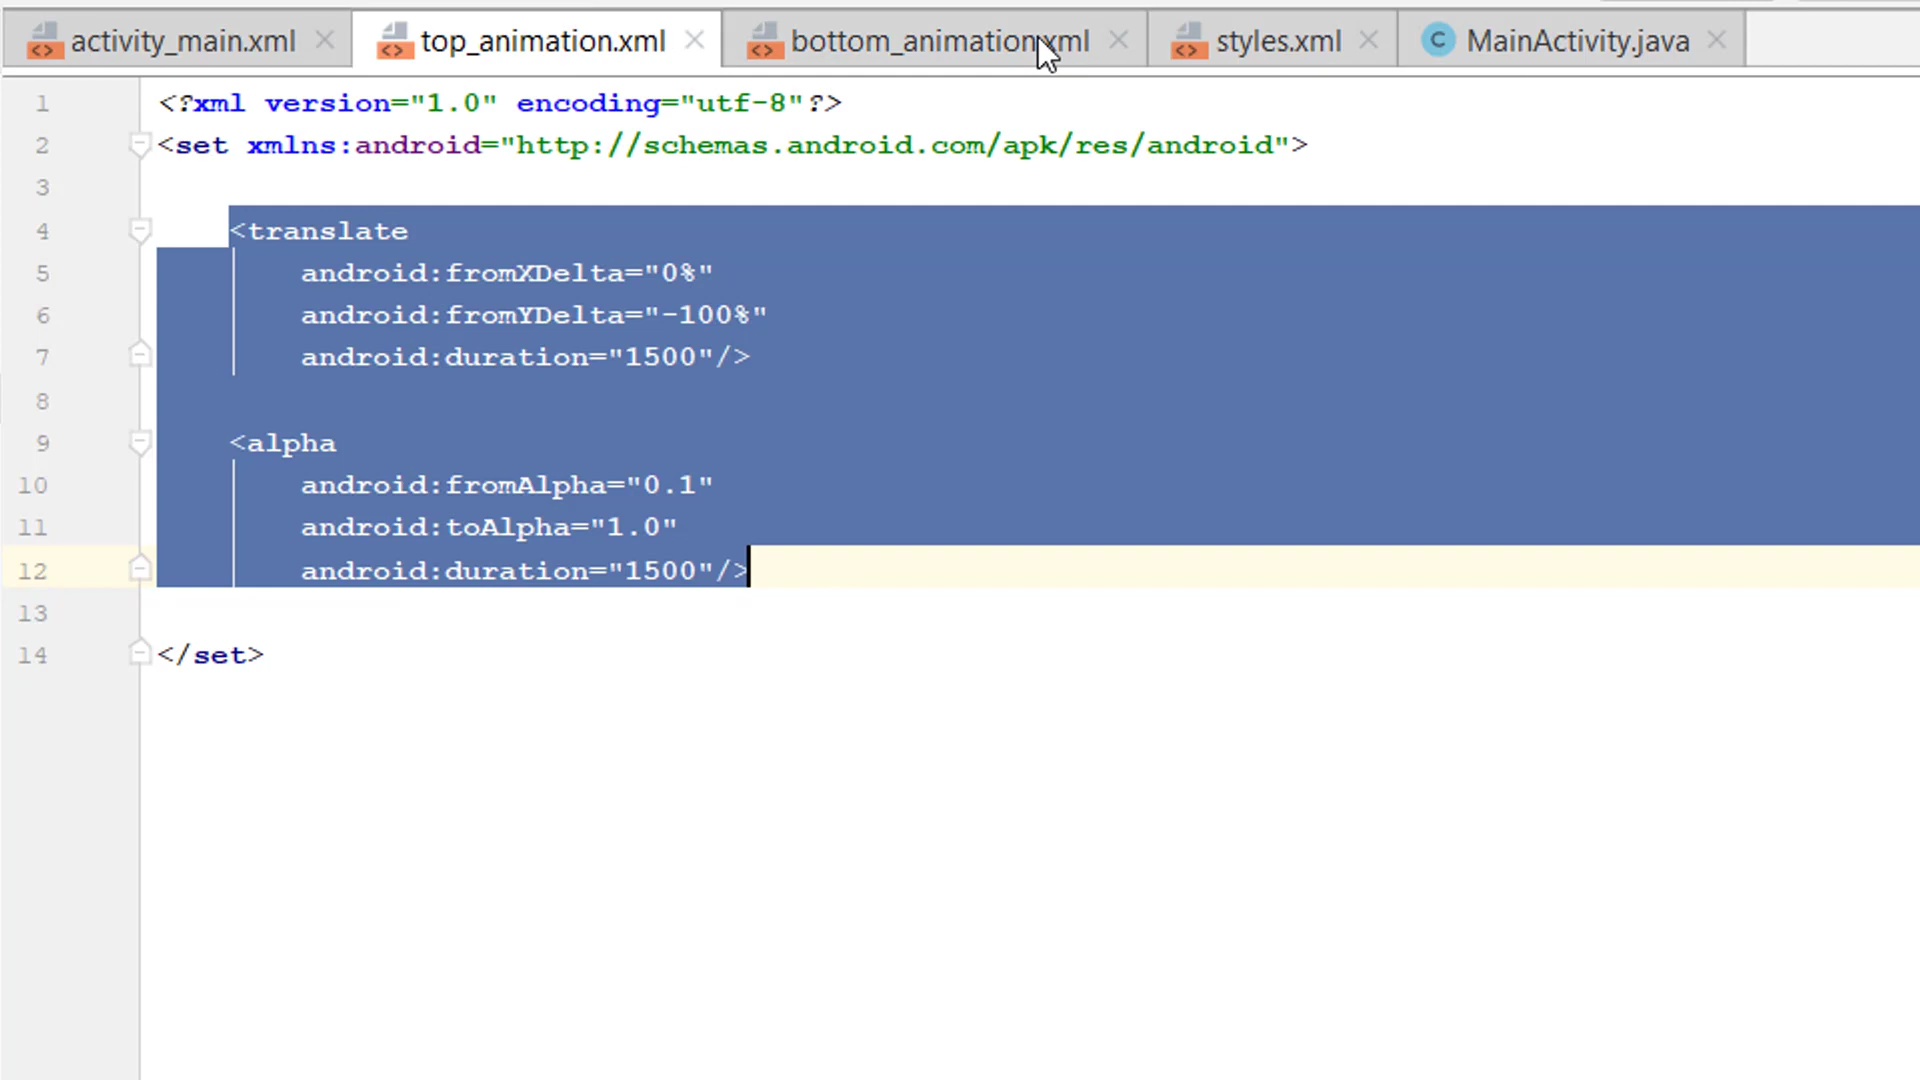 activity_main.xml top_animation.xml bottom_animation.xml styles.xml C MainActivity.java
1 <?xml version="1.0" encoding="utf-8"?>
2 <set xmlns:android="http://schemas.android.com/apk/res/android">
3
4 <translate
5 android:fromXDelta="0%"
6 android:fromYDelta="-100%"
7 android:duration="1500"/>
8
9 <alpha
10 android:fromAlpha="0.1"
11 android:toAlpha="1.0"
12 android:duration="1500"/>
13
14 </set>